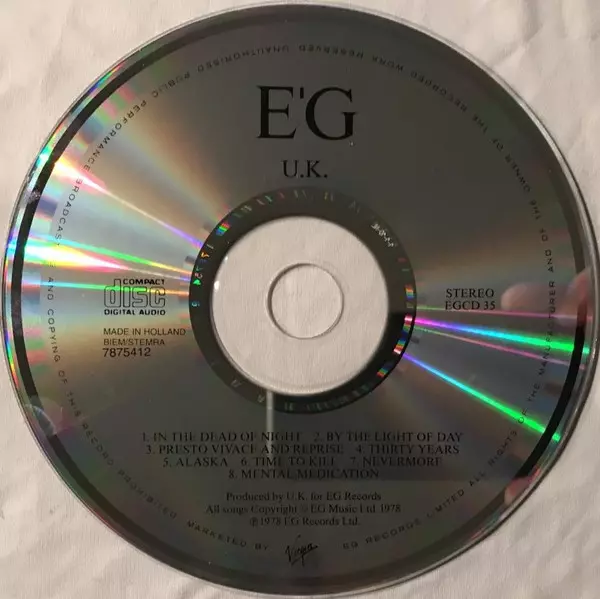 E'G
U.K.
COMPACT
disc
DIGITAL AUDIO
MADE IN HOLLAND
BIEM/STEMRA
7875412
STEREO
EGCD 35
1. IN THE DEAD OF NIGHT 2. BY THE LIGHT OF DAY
3. PRESTO VIVACE AND REPRISE 4. THIRTY YEARS
5. ALASKA 6. TIME TO KILL 7. NEVERMORE
8. MENTAL MEDICATION
Produced by U.K. for EG Records
All songs Copyright © EG Music Ltd 1978
℗1978 EG Records Ltd.
MARKETED BY Virgin EG RECORDS LIMITED ALL RIGHTS OF THE MANUFACTURER AND OF THE OWNER OF THE RECORDED WORK RESERVED UNAUTHORISED PUBLIC PERFORMANCE BROADCAST AND COPYING OF THIS RECORD PROHIBITED